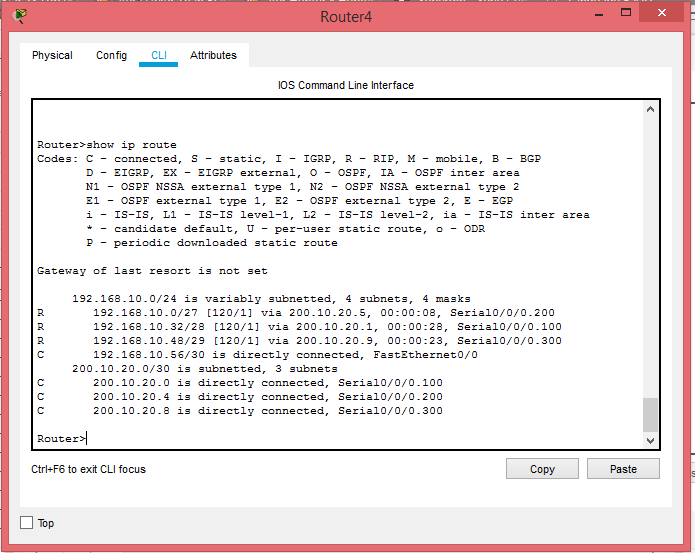 Router4
Physical Config CLI Attributes
IOS Command Line Interface
Router>show ip route
Codes: C - connected, S - static, I - IGRP, R - RIP, M - mobile, B - BGP
D - EIGRP, EX - EIGRP external, O - OSPF, IA - OSPF inter area
N1 - OSPF NSSA external type 1, N2 - OSPF NSSA external type 2
E1 - OSPF external type 1, E2 - OSPF external type 2, E - EGP
i - IS-IS, L1 - IS-IS level-1, L2 - IS-IS level-2, ia - IS-IS inter area
* - candidate default, U - per-user static route, o - ODR
P - periodic downloaded static route
Gateway of last resort is not set
192.168.10.0/24 is variably subnetted, 4 subnets, 4 masks
R 192.168.10.0/27 [120/1] via 200.10.20.5, 00:00:08, Serial0/0/0.200
R 192.168.10.32/28 [120/1] via 200.10.20.1, 00:00:28, Serial0/0/0.100
R 192.168.10.48/29 [120/1] via 200.10.20.9, 00:00:23, Serial0/0/0.300
C 192.168.10.56/30 is directly connected, FastEthernet0/0
200.10.20.0/30 is subnetted, 3 subnets
C 200.10.20.0 is directly connected, Serial0/0/0.100
C 200.10.20.4 is directly connected, Serial0/0/0.200
C 200.10.20.8 is directly connected, Serial0/0/0.300
Router>
Ctrl+F6 to exit CLI focus
Copy Paste
Top